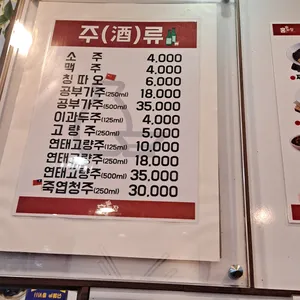 주(酒)류
소 주 4,000
맥 주 4,000
칭따오 6,000
공부가주(250ml) 18,000
공부가주(500ml) 35,000
이과두주(125ml) 4,000
고량주(250ml) 5,000
연태고량주(125ml) 10,000
연태고량주(250ml) 18,000
연태고량주(500ml) 35,000
죽엽청주(250ml) 30,000